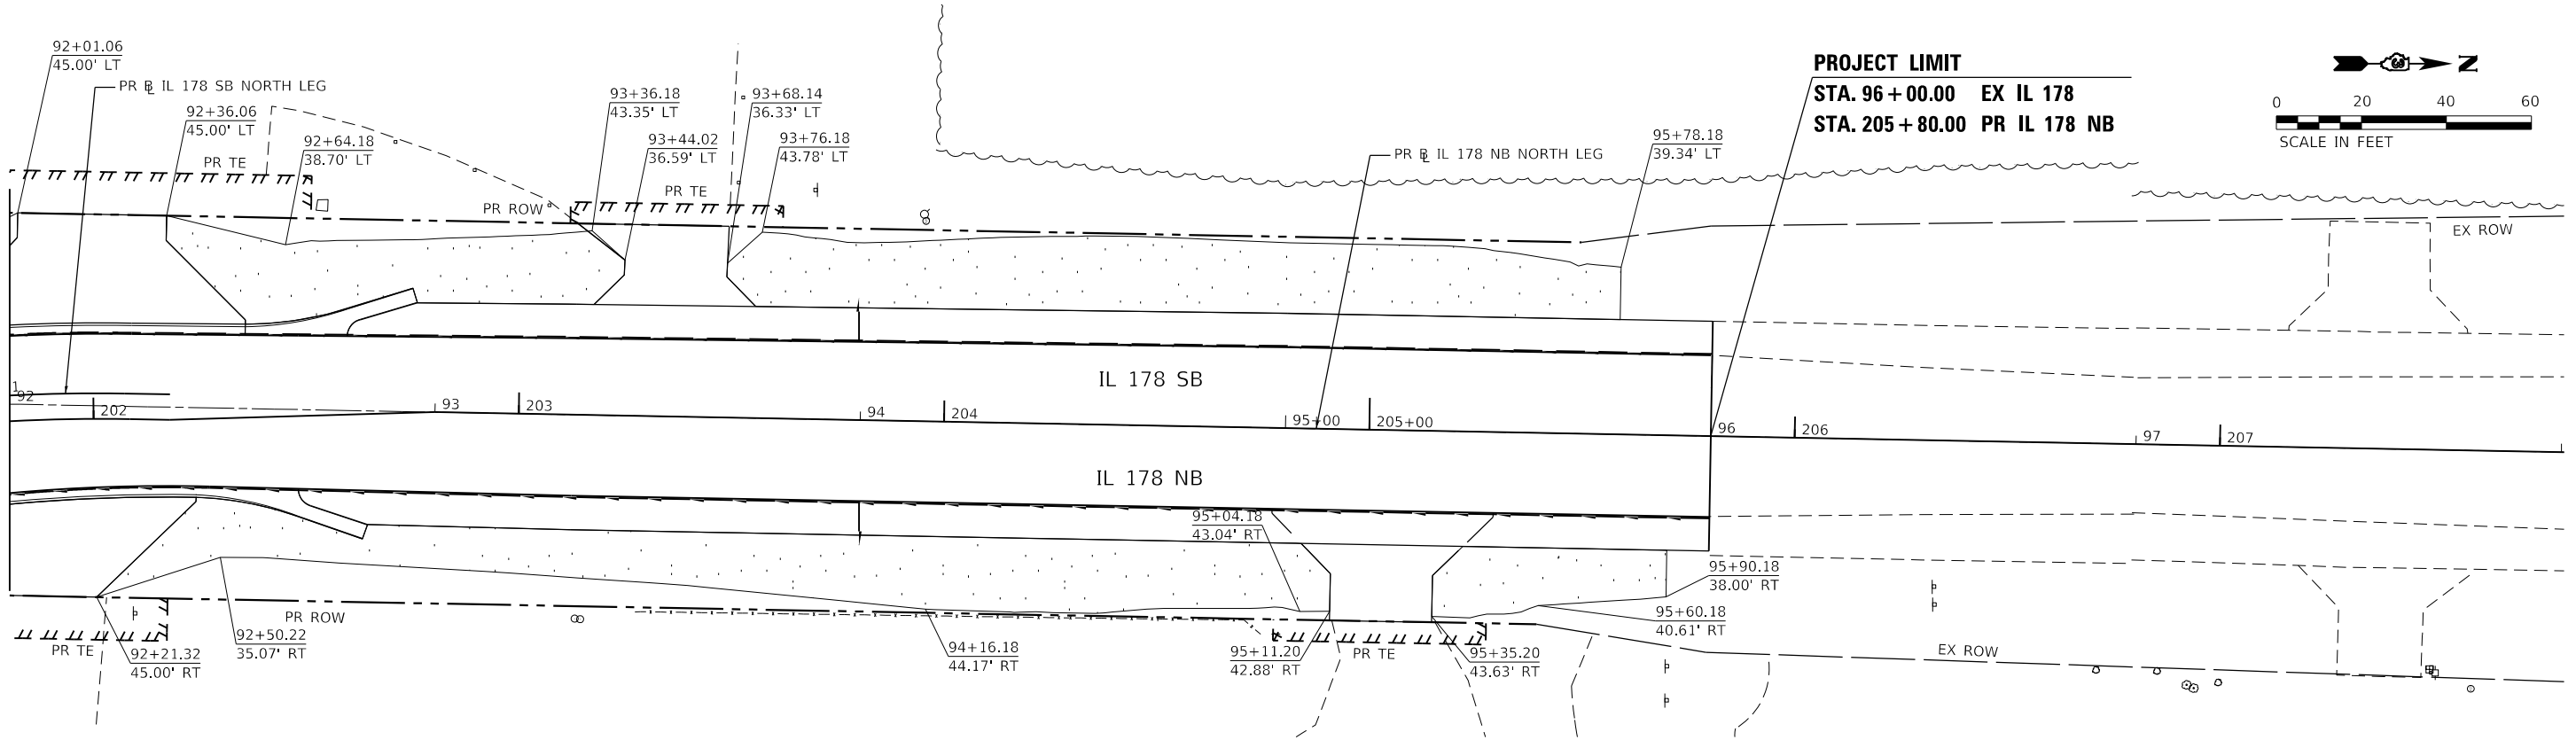 92+01.06
45.00' LT
PR BL IL 178 SB NORTH LEG
92+36.06
45.00' LT
92+64.18
38.70' LT
PR TE
PR ROW
93+36.18
43.35' LT
93+44.02
36.59' LT
93+68.14
36.33' LT
93+76.18
43.78' LT
PR TE
PR BL IL 178 NB NORTH LEG
95+78.18
39.34' LT
PROJECT LIMIT
STA. 96+00.00 EX IL 178
STA. 205+80.00 PR IL 178 NB
N
0 20 40 60
SCALE IN FEET
EX ROW
IL 178 SB
1
92
202
93
203
94
204
95+00
205+00
96
206
97
207
IL 178 NB
95+04.18
43.04' RT
95+90.18
38.00' RT
95+60.18
40.61' RT
PR ROW
PR TE
92+21.32
45.00' RT
92+50.22
35.07' RT
94+16.18
44.17' RT
95+11.20
42.88' RT
PR TE
95+35.20
43.63' RT
EX ROW